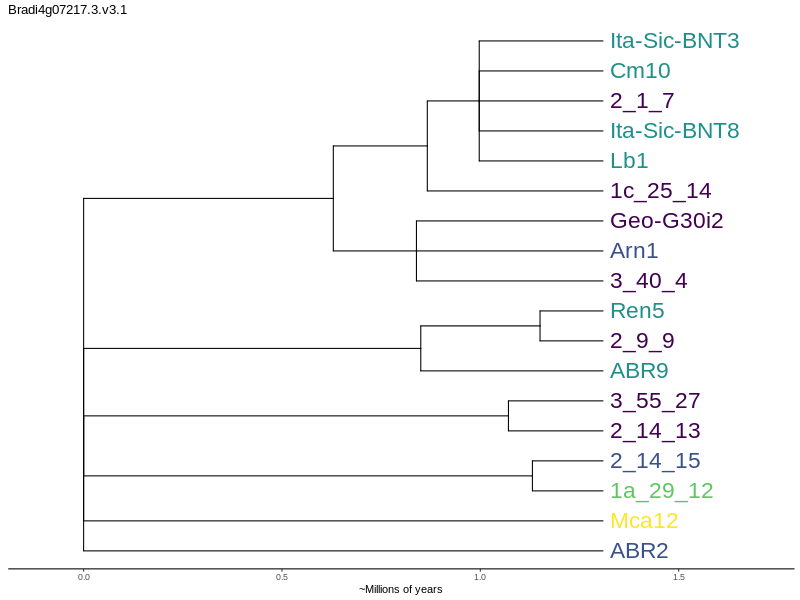 Bradi4g07217.3.v3.1
Ita-Sic-BNT3
Cm10
2_1_7
Ita-Sic-BNT8
Lb1
1c_25_14
Geo-G30i2
Arn1
3_40_4
Ren5
2_9_9
ABR9
3_55_27
2_14_13
2_14_15
1a_29_12
Mca12
ABR2
0.0 0.5 1.0 1.5
~Millions of years